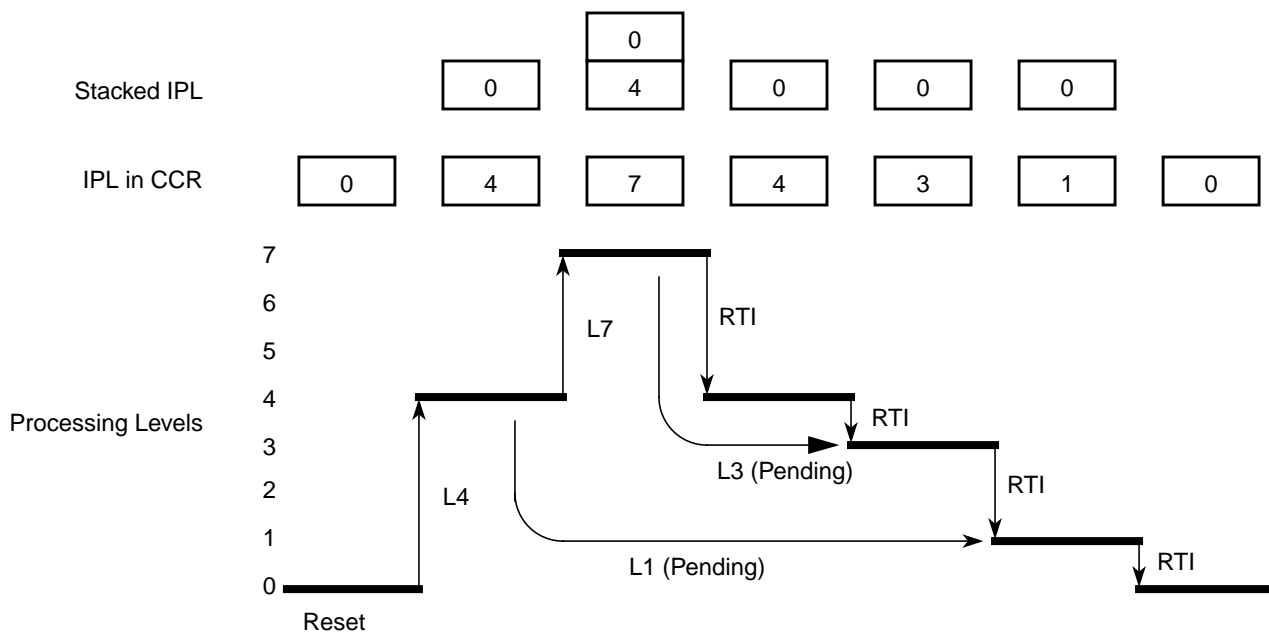 0
Stacked IPL 0 4 0 0 0
IPL in CCR 0 4 7 4 3 1 0
7
6
L7 RTI
5
4
Processing Levels RTI
3
L3 (Pending)
2
L4 RTI
1
L1 (Pending) RTI
0
Reset